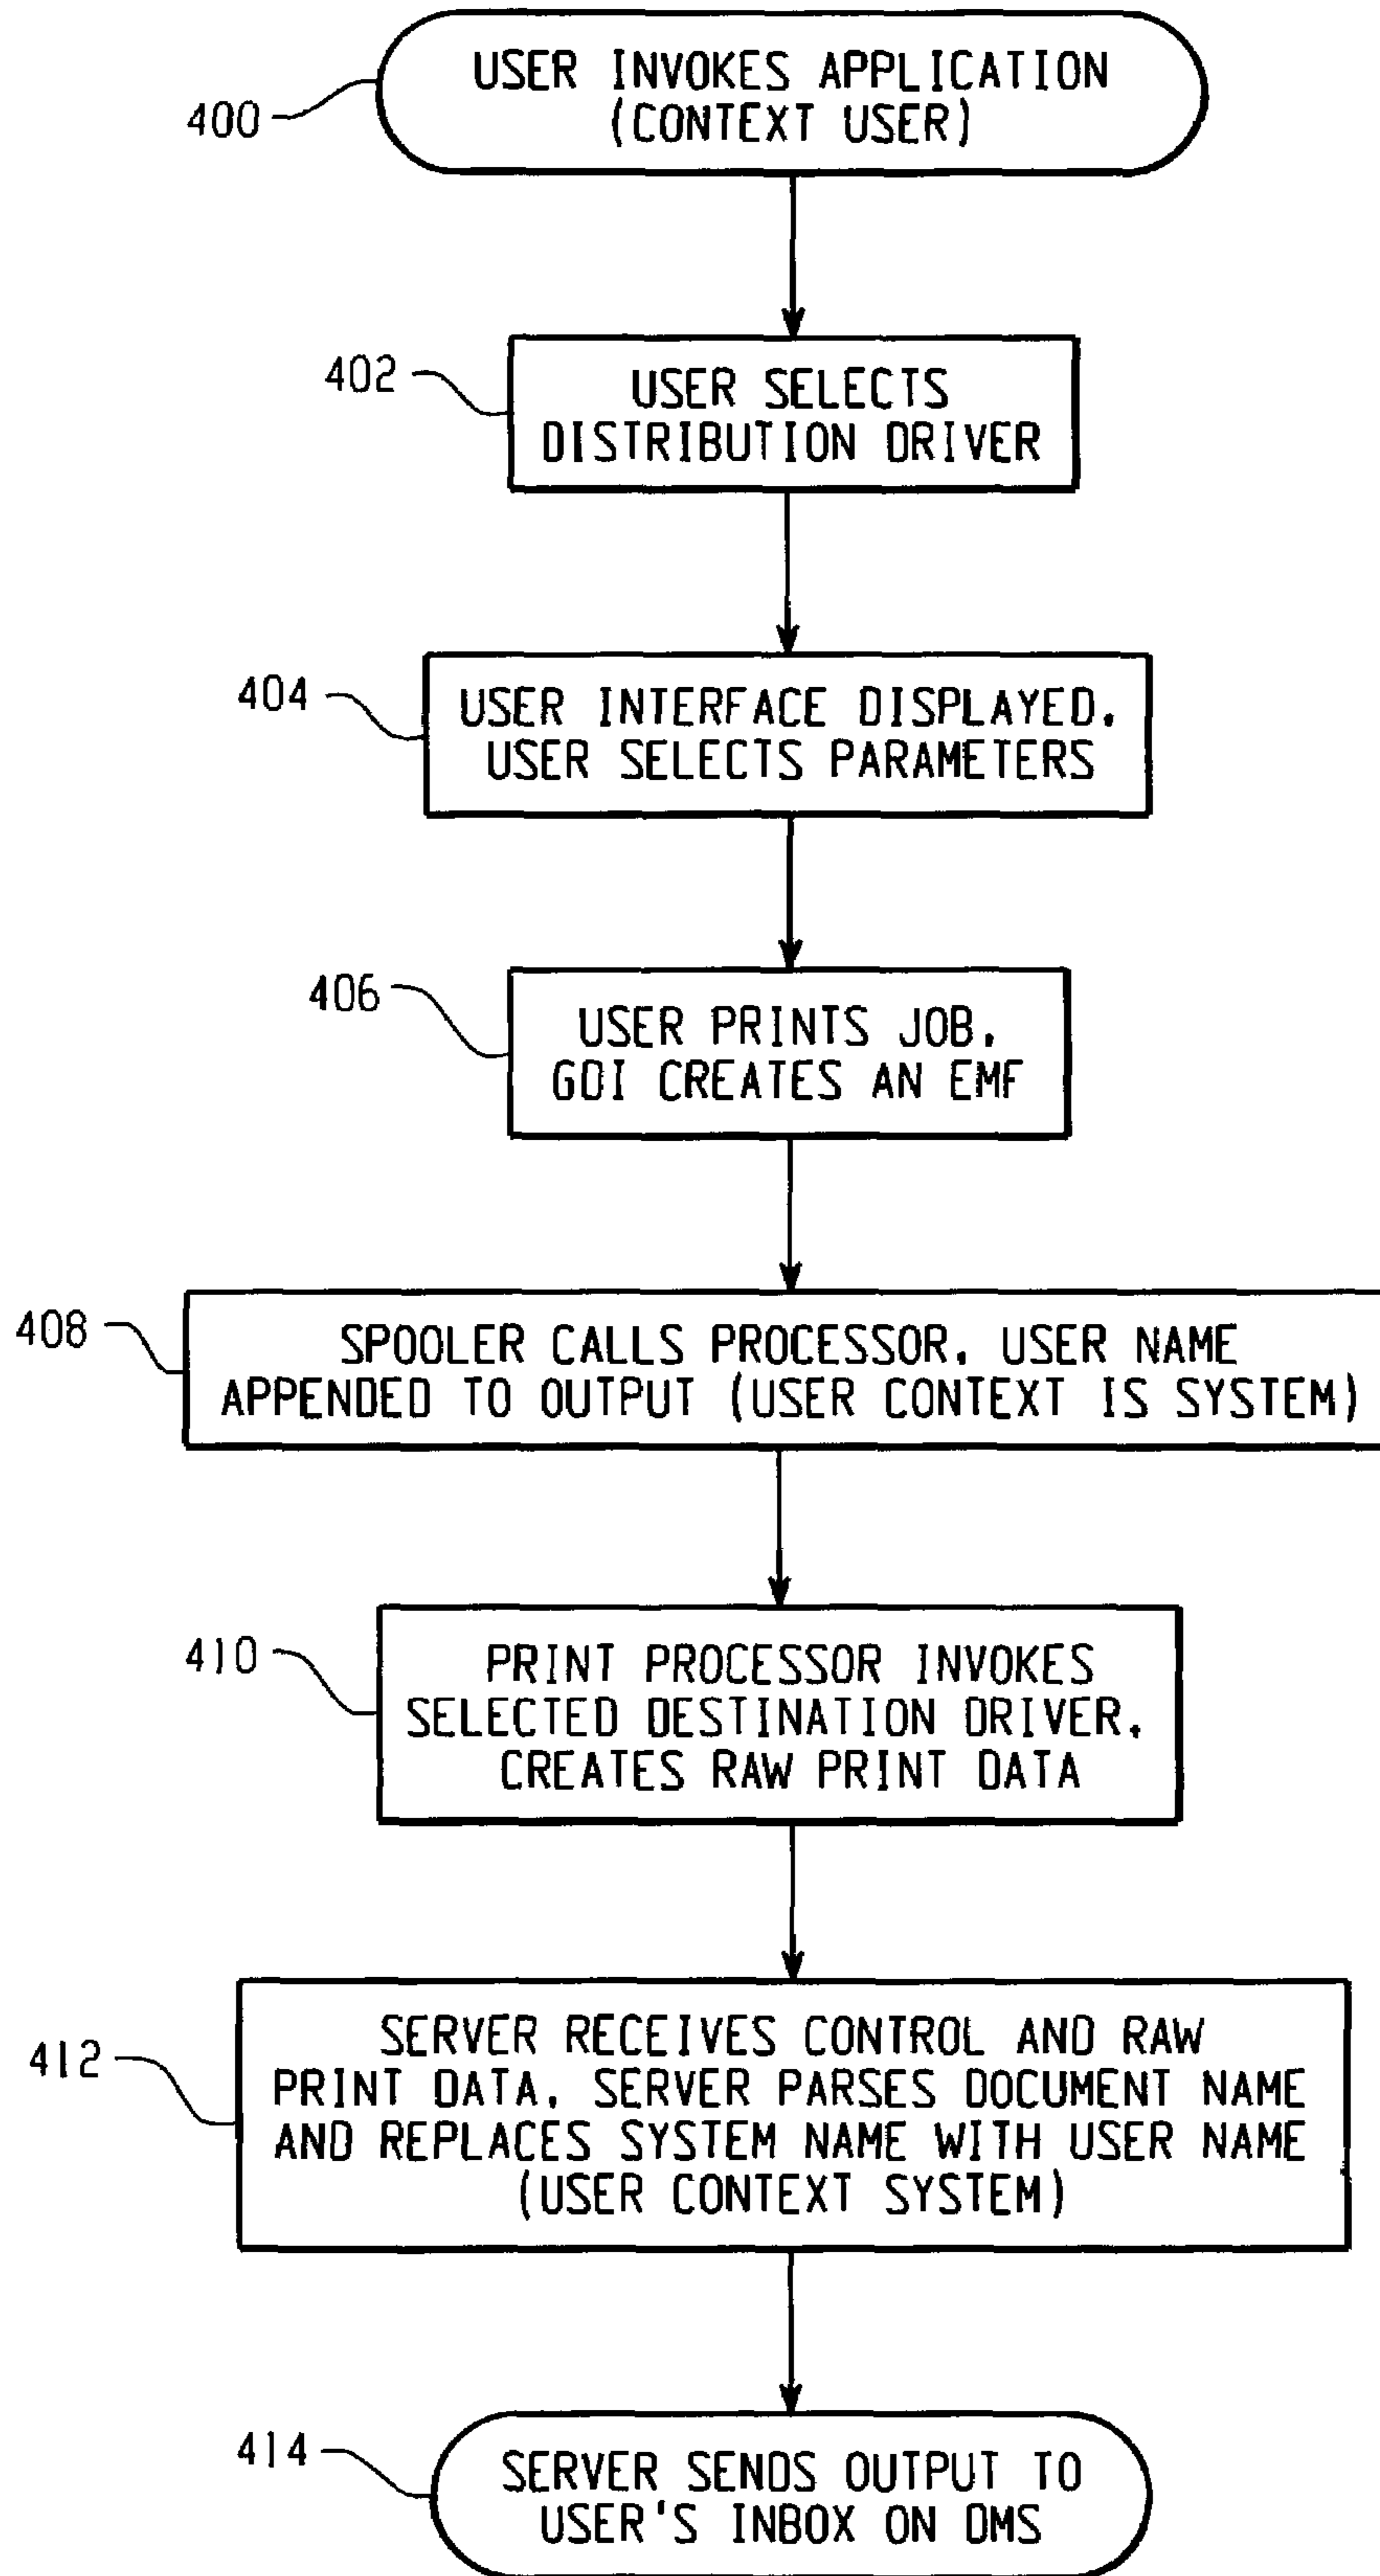 400
USER INVOKES APPLICATION
(CONTEXT USER)
402
USER SELECTS
DISTRIBUTION DRIVER
404
USER INTERFACE DISPLAYED.
USER SELECTS PARAMETERS
406
USER PRINTS JOB.
GDI CREATES AN EMF
408
SPOOLER CALLS PROCESSOR. USER NAME
APPENDED TO OUTPUT (USER CONTEXT IS SYSTEM)
410
PRINT PROCESSOR INVOKES
SELECTED DESTINATION DRIVER.
CREATES RAW PRINT DATA
412
SERVER RECEIVES CONTROL AND RAW
PRINT DATA. SERVER PARSES DOCUMENT NAME
AND REPLACES SYSTEM NAME WITH USER NAME
(USER CONTEXT SYSTEM)
414
SERVER SENDS OUTPUT TO
USER'S INBOX ON DMS